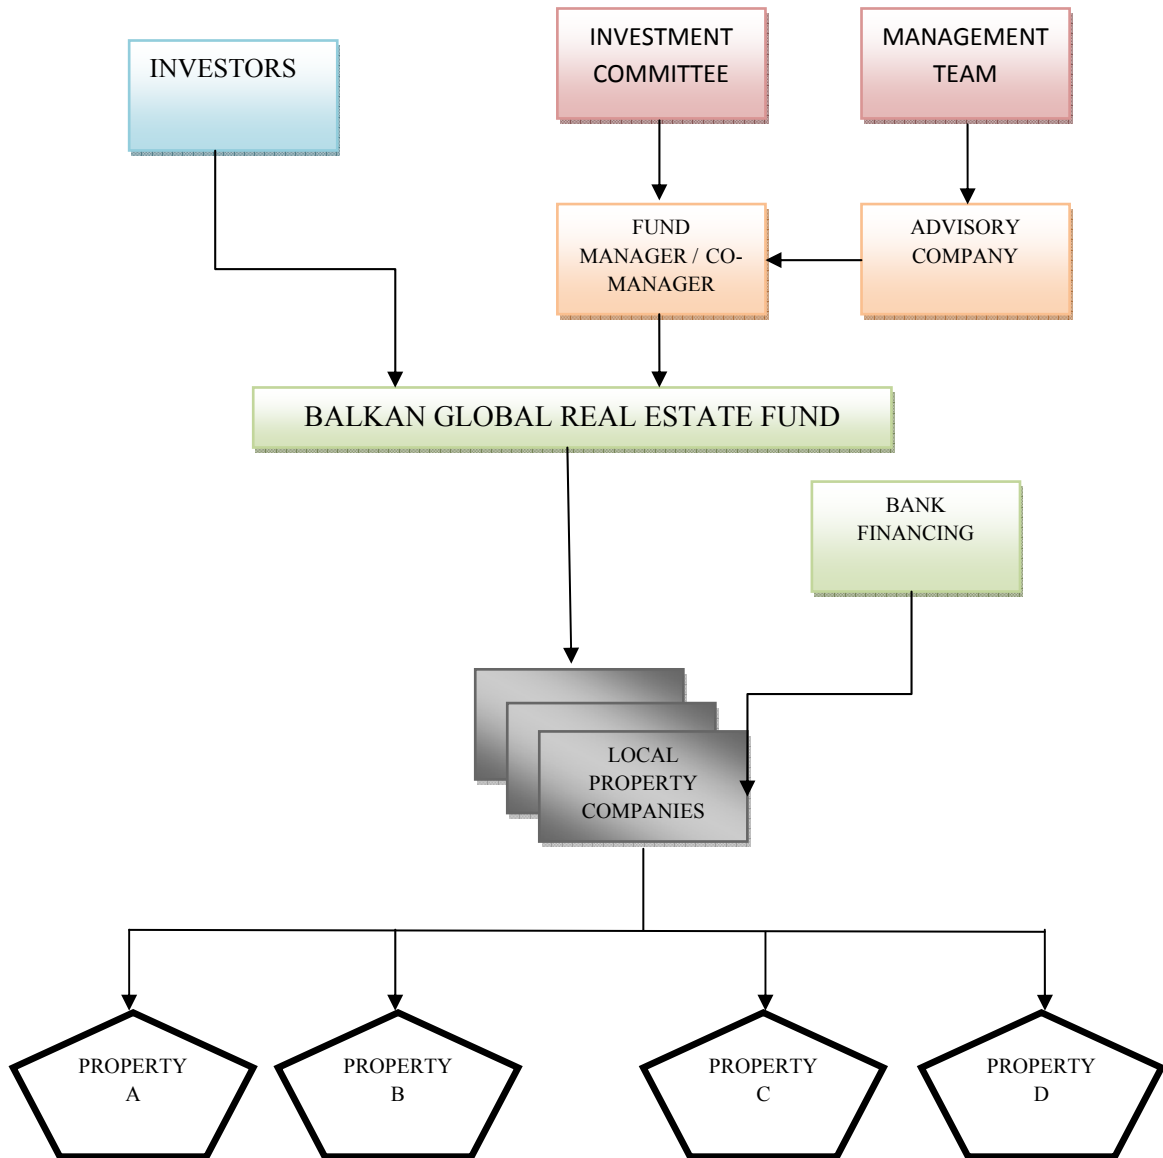 INVESTORS
INVESTMENT
COMMITTEE
MANAGEMENT
TEAM
FUND
MANAGER / CO-
MANAGER
ADVISORY
COMPANY
BALKAN GLOBAL REAL ESTATE FUND
BANK
FINANCING
LOCAL
PROPERTY
COMPANIES
PROPERTY
A
PROPERTY
B
PROPERTY
C
PROPERTY
D